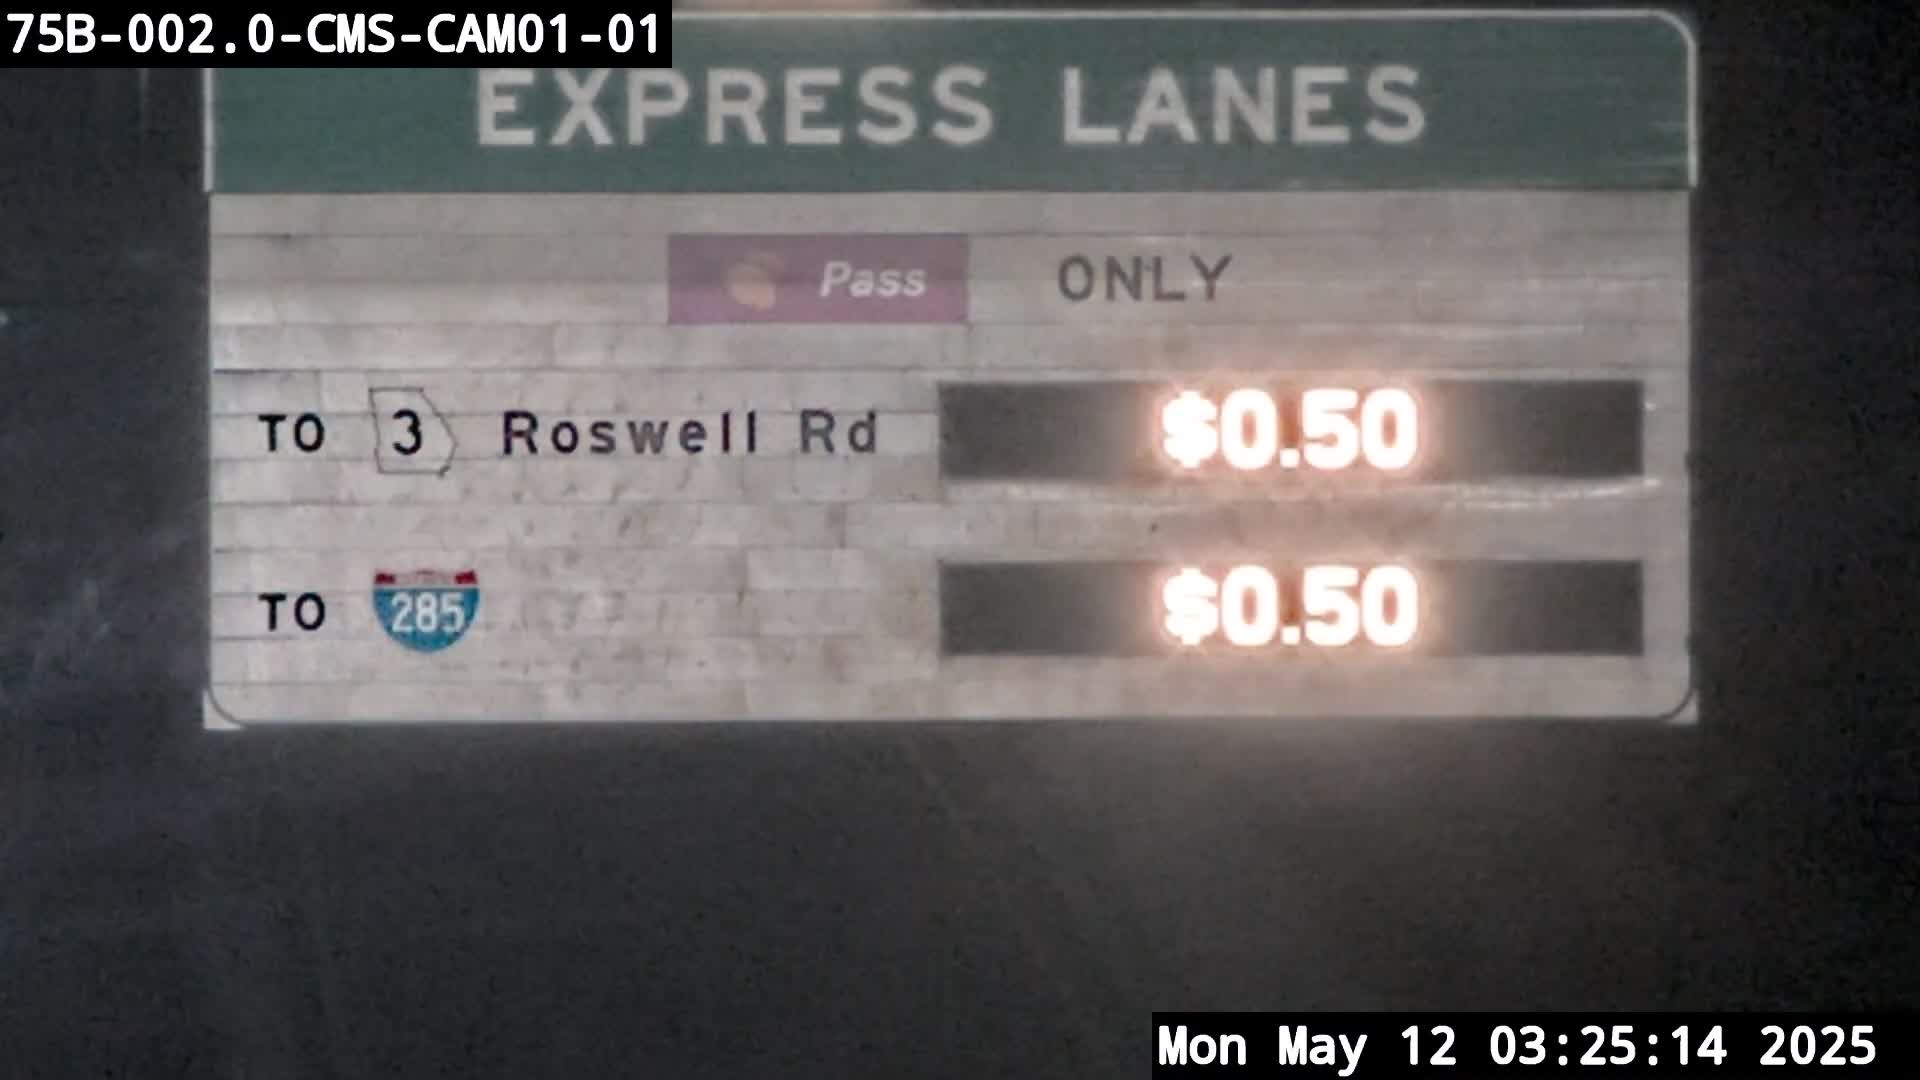 75B-002.0-CMS-CAM01-01
EXPRESS LANES
Pass ONLY
TO 3 Roswell Rd $0.50
TO 285 $0.50
Mon May 12 03:25:14 2025